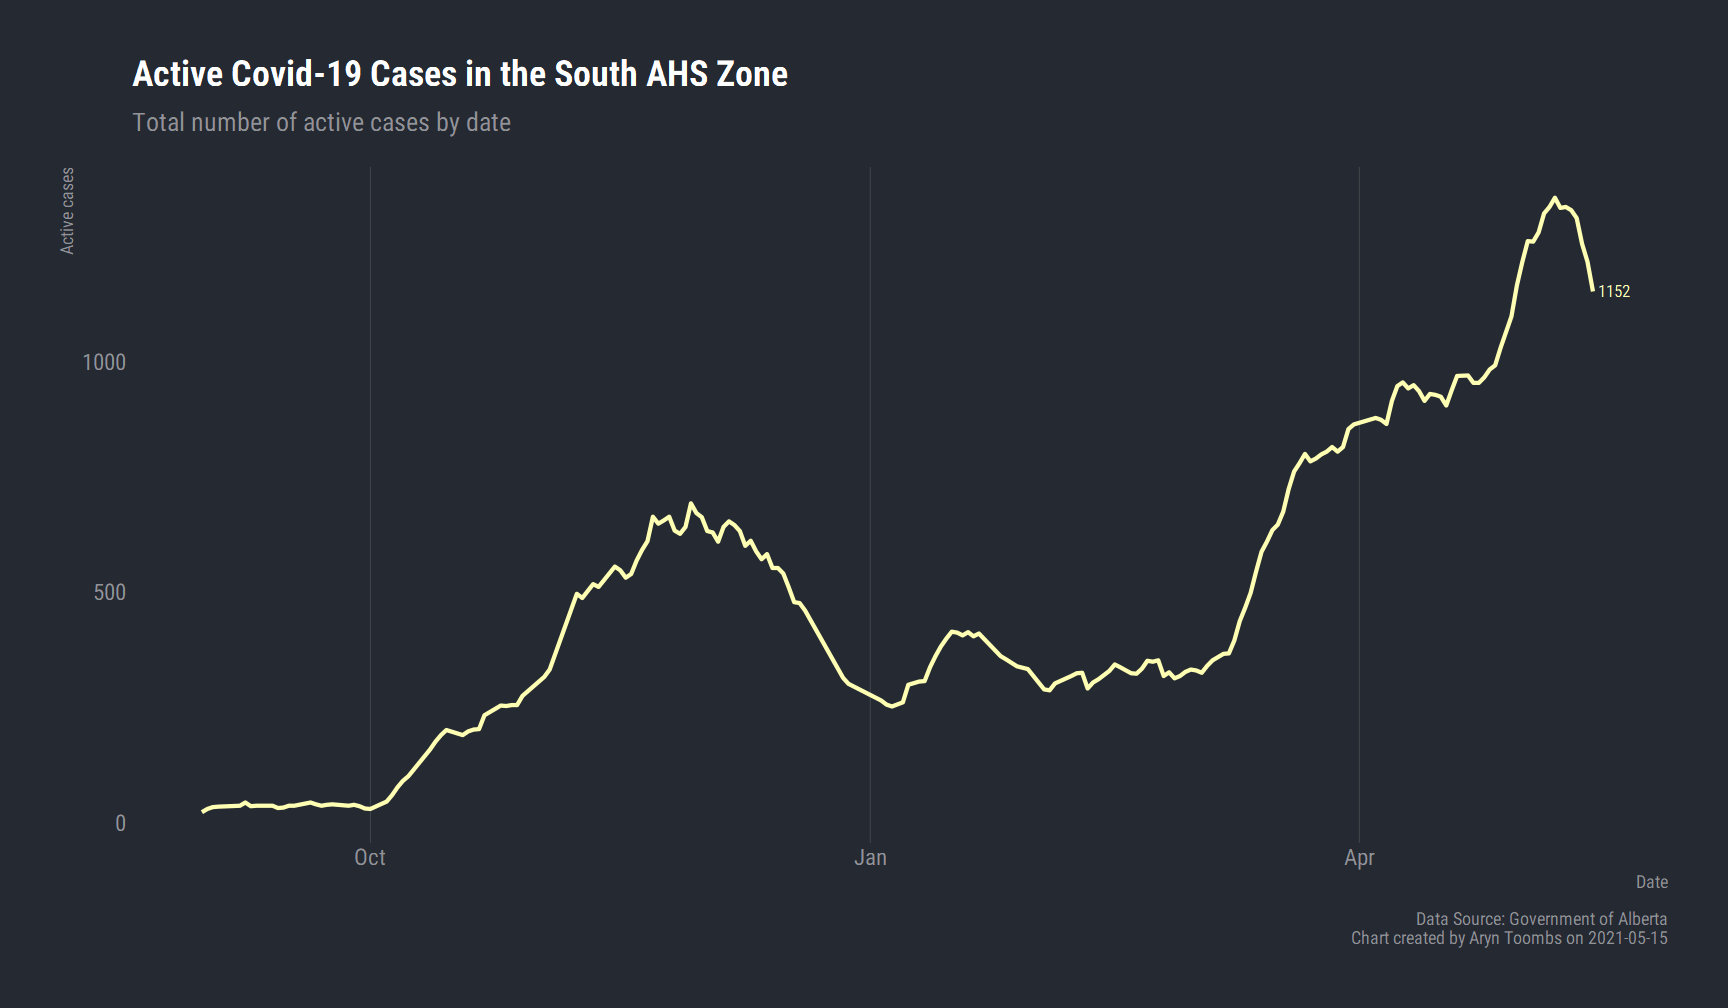 Active Covid-19 Cases in the South AHS Zone
Total number of active cases by date
Active cases
1152
1000
500
0
Oct
Jan
Apr
Date
Data Source: Government of Alberta
Chart created by Aryn Toombs on 2021-05-15